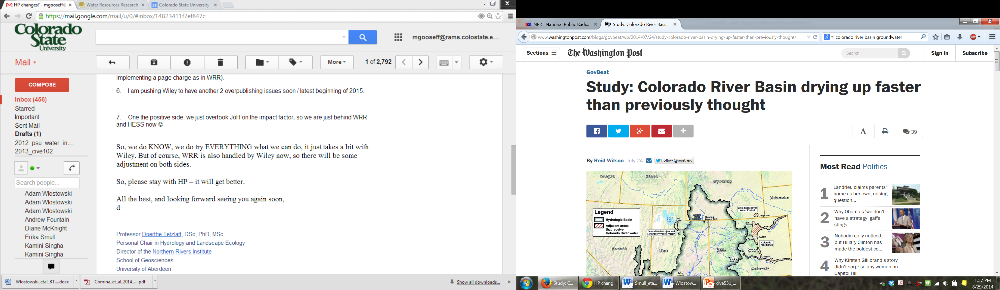 HP changes? - mgooseff@
Water Resources Research
29 Colorado State University
https://mail.google.com/mail/u/0/#inbox/14823411f7ef847c
Colorado
State
University
mgooseff@rams.colostate.e...
Mail
More
1 of 2,792
COMPOSE
Inbox (456)
Starred
Important
Sent Mail
Drafts (1)
2012_psu_water_in...
2013_cive102
Search people...
Adam Wlostowski
Adam Wlostowski
Adam Wlostowski
Andrew Fountain
Diane McKnight
Erika Smull
Kamini Singha
Kamini Singha
implementing a page charge as in WRR).
6. I am pushing Wiley to have another 2 overpublishing issues soon / latest beginning of 2015.
7. One the positive side: we just overtook JoH on the impact factor, so we are just behind WRR
and HESS now ☺
So, we do KNOW, we do try EVERYTHING what we can do, it just takes a bit with
Wiley. But of course, WRR is also handled by Wiley now, so there will be some
adjustment on both sides.
So, please stay with HP – it will get better.
All the best, and looking forward seeing you again soon,
d
Professor Doerthe Tetzlaff, DSc, PhD, MSc
Personal Chair in Hydrology and Landscape Ecology
Director of the Northern Rivers Institute
School of Geosciences
University of Aberdeen
Wlostowski_etal_BT....docx
Comina_et_al_2014_....pdf
Show all downloads...
NPR : National Public Radi...
wp Study: Colorado River Basi...
www.washingtonpost.com/blogs/govbeat/wp/2014/07/24/study-colorado-river-basin-drying-up-faster-than-previously-thought/
colorado river basin groundwater
ABP
Sections
The Washington Post
Search
Sign In
Subscribe
GovBeat
Study: Colorado River Basin drying up faster
than previously thought
A
39
By Reid Wilson July 24
Follow @postreid
Oregon
Idaho
Wyoming
Nebraska
Snake River
No. Platte River
Little Snake River
Water Project
Cheyenne
Legend
Hydrologic Basin
Adjacent areas
that receive
Colorado River water
Great
Salt
Lake
Salt
Lake
City
Flaming
Gorge Dam
Central Utah Project and
Strawberry Valley Project
Fort
Collins
Boulder
Denver
Aurora
Colorado
Front Range
Colorado
Springs
Pueblo
Grand
Junction
Aspinall
Unit
Nevada
Utah
Colorado
Most Read Politics
1 Landrieu claims parents'
home as her own, raising
question...
2 Why Obama's 'we don't
have a strategy' gaffe
stings
3 Nobody really noticed,
but Hillary Clinton has
made the boldest co...
4 Why Kirsten Gillibrand's story
didn't surprise any woman on
Capitol Hill
Study: C...
HP chang...
Smull_eta...
Wlostow...
cive531_...
1:57 PM
8/29/2014